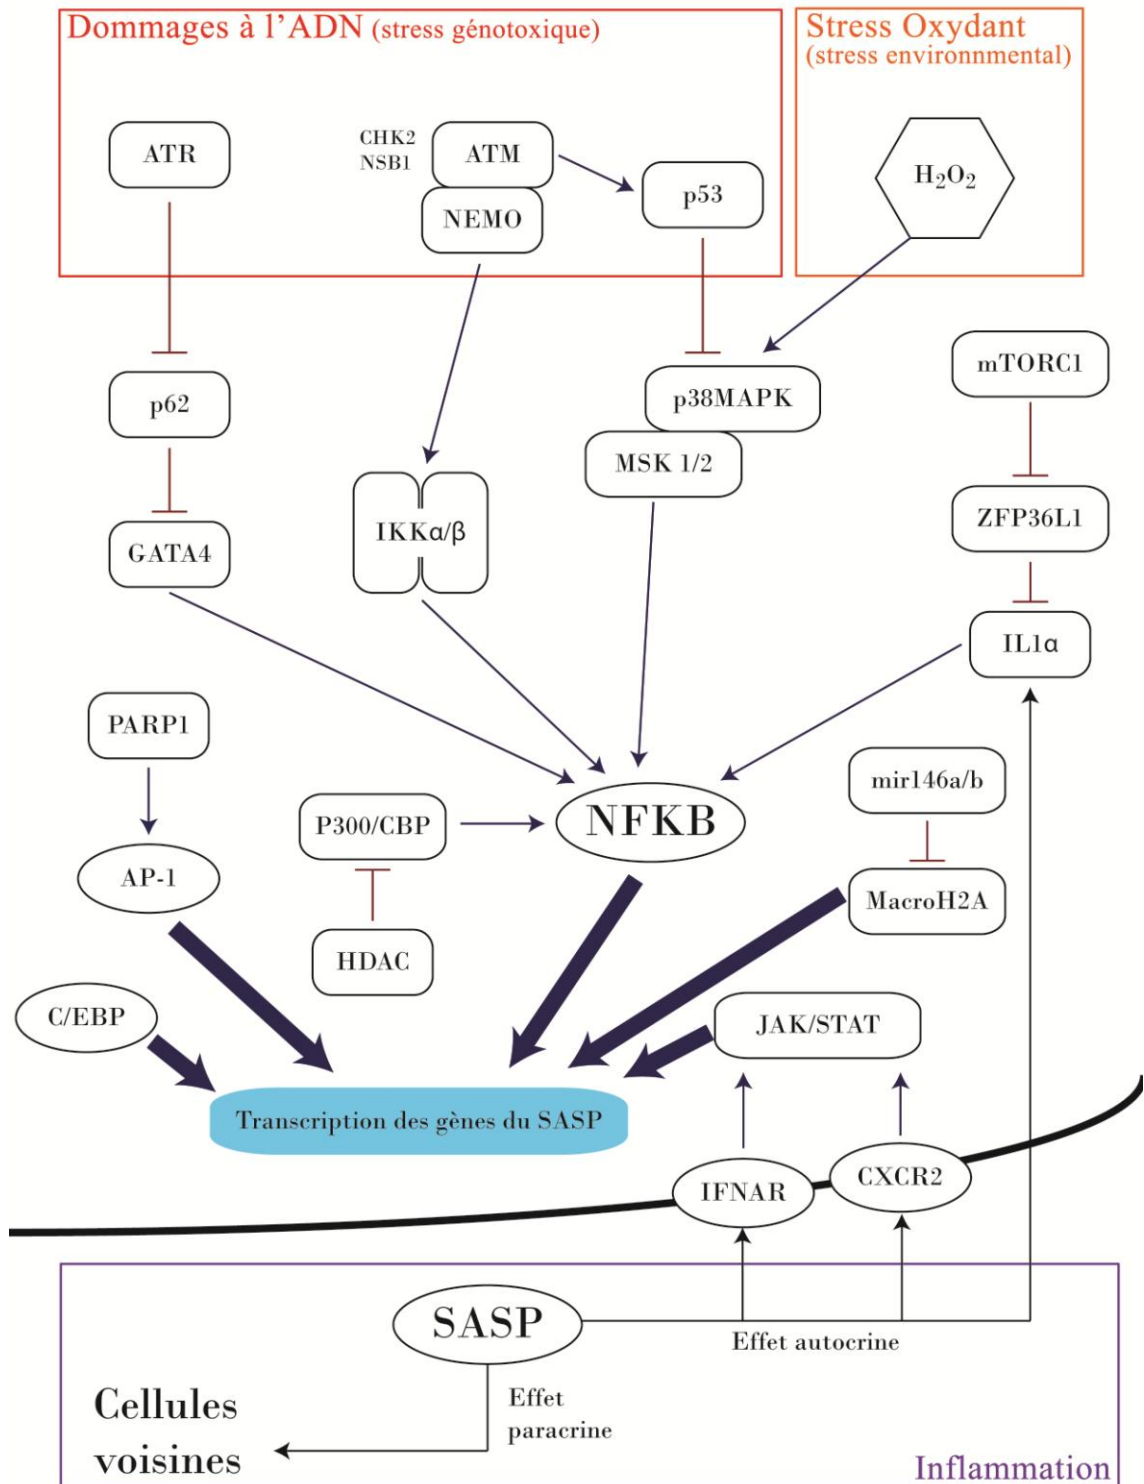 Dommages à l’ADN (stress génotoxique)
Stress Oxydant
(stress environnmental)
ATR
CHK2
NSB1
ATM
NEMO
p53
H₂O₂
p62
p38MAPK
MSK 1/2
mTORC1
GATA4
IKKα/β
ZFP36L1
IL1α
PARP1
P300/CBP
NFKB
mir146a/b
AP-1
MacroH2A
HDAC
C/EBP
JAK/STAT
Transcription des gènes du SASP
IFNAR
CXCR2
SASP
Effet autocrine
Effet
paracrine
Cellules
voisines
Inflammation